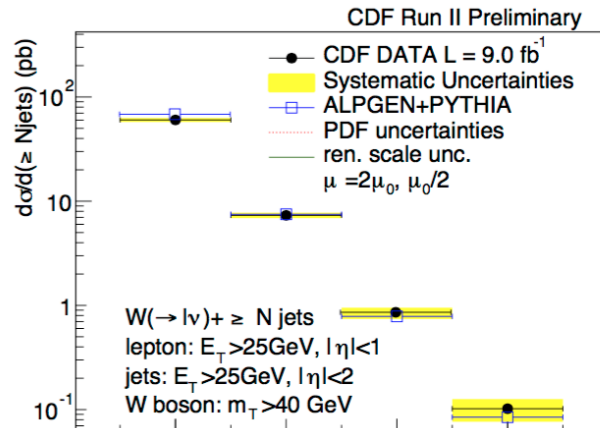 CDF Run II Preliminary
CDF DATA L = 9.0 fb⁻¹
Systematic Uncertainties
ALPGEN+PYTHIA
PDF uncertainties
ren. scale unc.
μ =2μ₀, μ₀/2
dσ/d(≥ Njets) (pb)
10²
10
1
10⁻¹
W(→lν)+ ≥ N jets
lepton: E_T>25GeV, |η|<1
jets: E_T>25GeV, |η|<2
W boson: m_T>40 GeV